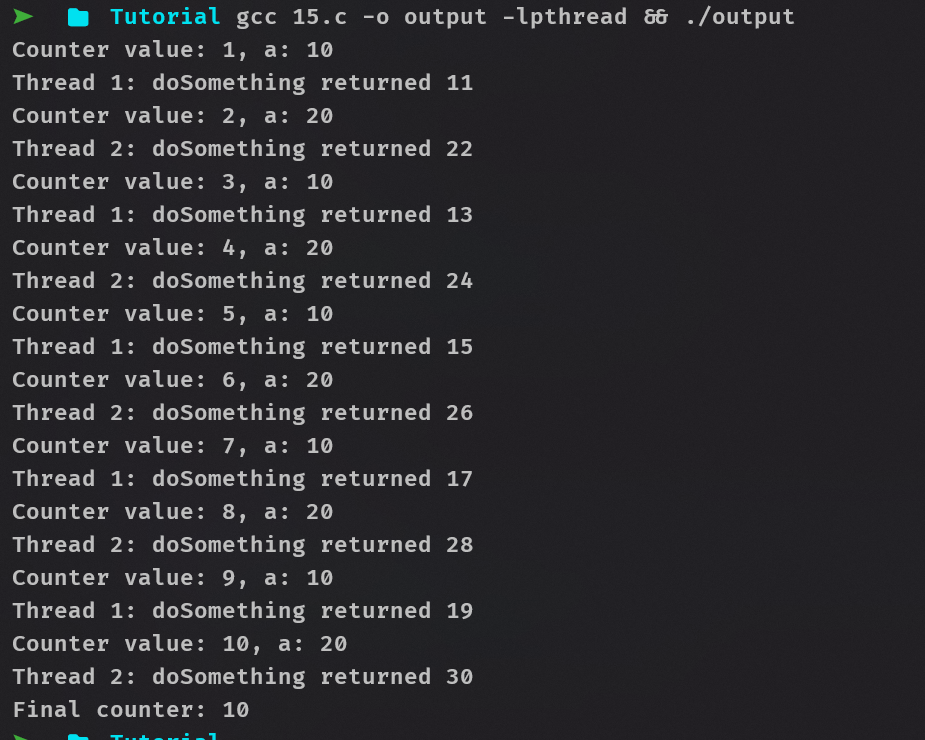 Tutorial gcc 15.c -o output -lpthread && ./output
Counter value: 1, a: 10
Thread 1: doSomething returned 11
Counter value: 2, a: 20
Thread 2: doSomething returned 22
Counter value: 3, a: 10
Thread 1: doSomething returned 13
Counter value: 4, a: 20
Thread 2: doSomething returned 24
Counter value: 5, a: 10
Thread 1: doSomething returned 15
Counter value: 6, a: 20
Thread 2: doSomething returned 26
Counter value: 7, a: 10
Thread 1: doSomething returned 17
Counter value: 8, a: 20
Thread 2: doSomething returned 28
Counter value: 9, a: 10
Thread 1: doSomething returned 19
Counter value: 10, a: 20
Thread 2: doSomething returned 30
Final counter: 10
Tutorial